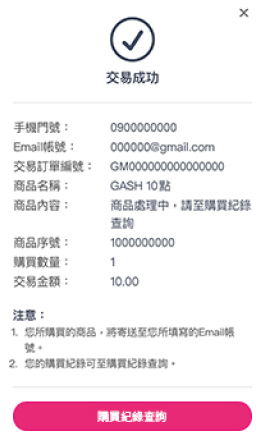 ×
交易成功
手機門號： 0900000000
Email帳號： 000000@gmail.com
交易訂單編號： GM000000000000000
商品名稱： GASH 10點
商品內容： 商品處理中，請至購買紀錄
查詢
商品序號： 1000000000
購買數量： 1
交易金額： 10.00
注意：
1. 您所購買的商品，將寄送至您所填寫的Email帳
號。
2. 您的購買紀錄可至購買紀錄查詢。
購買紀錄查詢